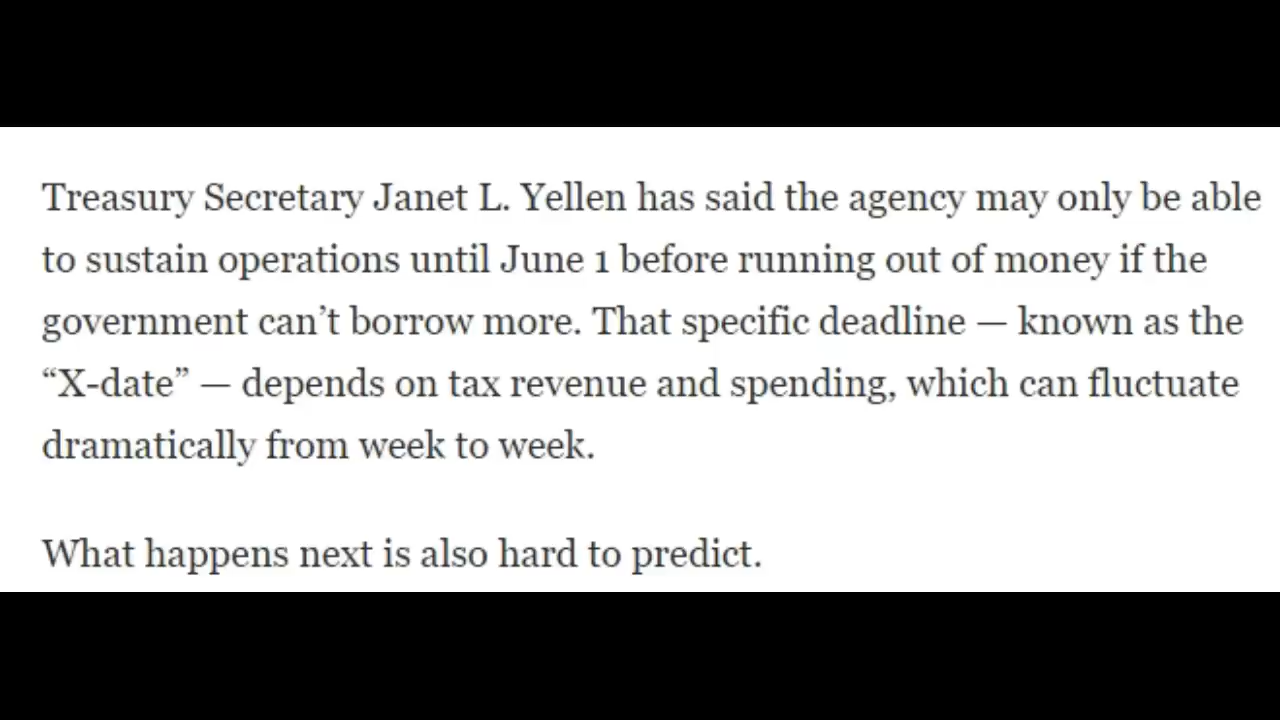 Treasury Secretary Janet L. Yellen has said the agency may only be able
to sustain operations until June 1 before running out of money if the
government can’t borrow more. That specific deadline — known as the
“X-date” — depends on tax revenue and spending, which can fluctuate
dramatically from week to week.
What happens next is also hard to predict.